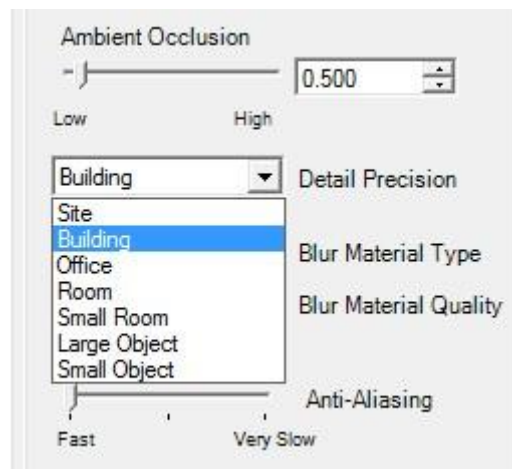 Ambient Occlusion
0.500
Low High
Building Detail Precision
Site
Building
Office
Room
Small Room
Large Object
Small Object
Blur Material Type
Blur Material Quality
Anti-Aliasing
Fast Very Slow